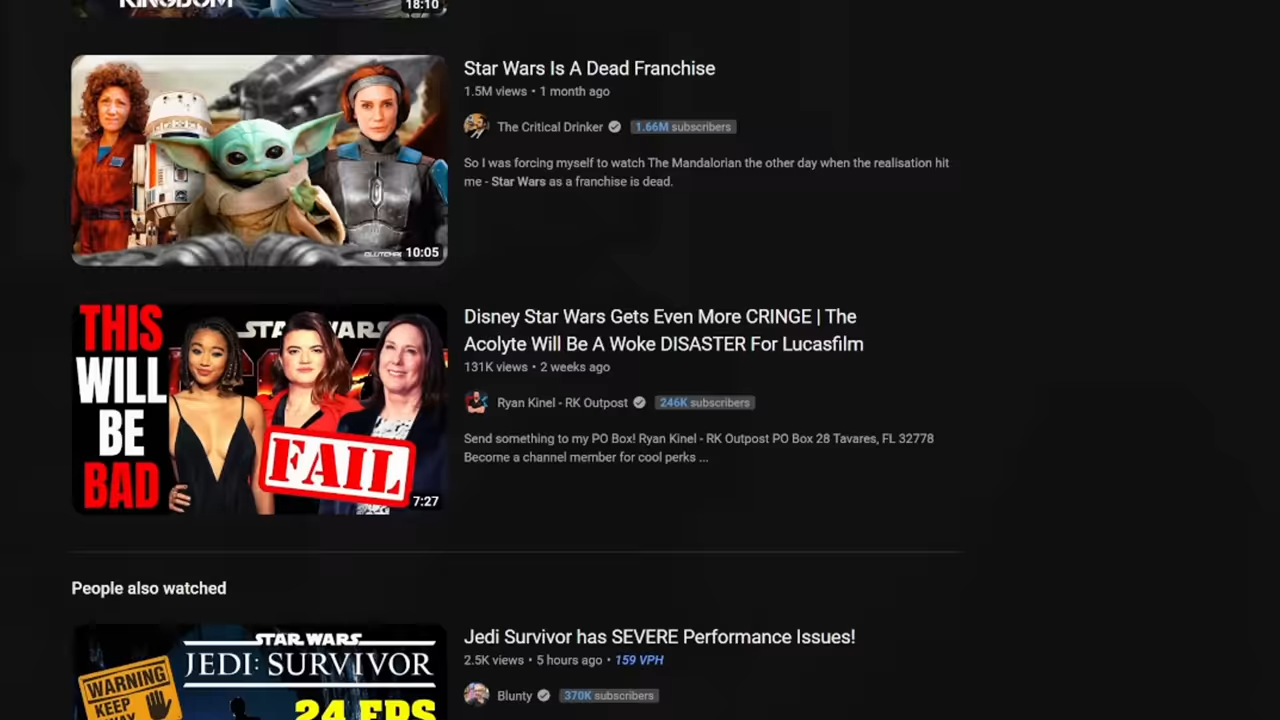 KINGDOM
18:10
Star Wars Is A Dead Franchise
1.5M views • 1 month ago
The Critical Drinker
1.66M subscribers
So I was forcing myself to watch The Mandalorian the other day when the realisation hit
me - Star Wars as a franchise is dead.
10:05
THIS
WILL
BE
BAD
STAR WARS
FAIL
7:27
Disney Star Wars Gets Even More CRINGE | The
Acolyte Will Be A Woke DISASTER For Lucasfilm
131K views • 2 weeks ago
Ryan Kinel - RK Outpost
246K subscribers
Send something to my PO Box! Ryan Kinel - RK Outpost PO Box 28 Tavares, FL 32778
Become a channel member for cool perks ...
People also watched
STAR WARS
JEDI: SURVIVOR
WARNING
KEEP
24 FPS
Jedi Survivor has SEVERE Performance Issues!
2.5K views • 5 hours ago • 159 VPH
Blunty
370K subscribers